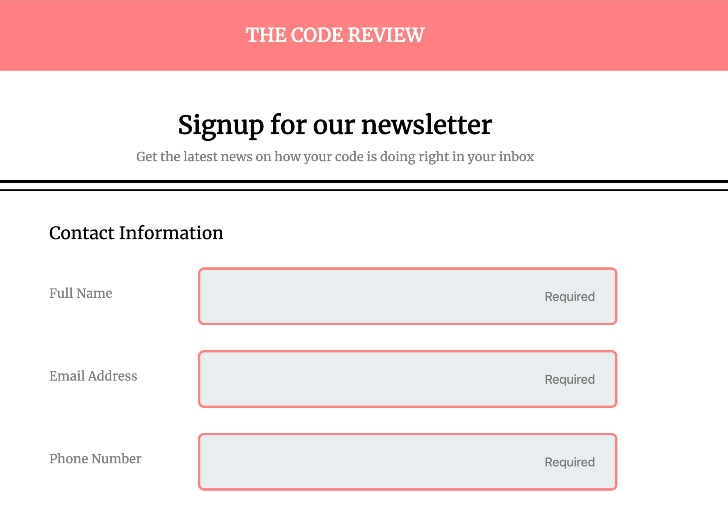 THE CODE REVIEW
Signup for our newsletter
Get the latest news on how your code is doing right in your inbox
Contact Information
Full Name
Required
Email Address
Required
Phone Number
Required